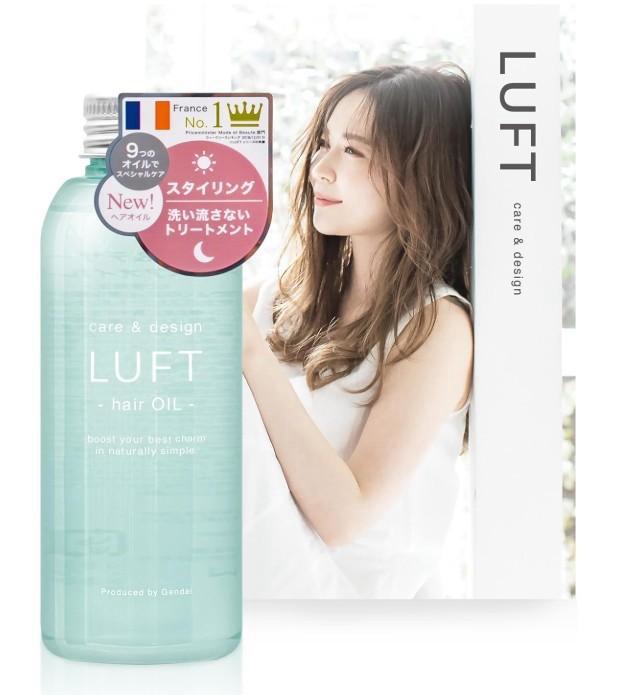 France
No.1
9つの
オイルで
スペシャルケア
New!
ヘアオイル
スタイリング
洗い流さない
トリートメント
care & design
LUFT
- hair OIL -
boost your best charm
in naturally simple
Produced by Gendai
LUFT
care & design